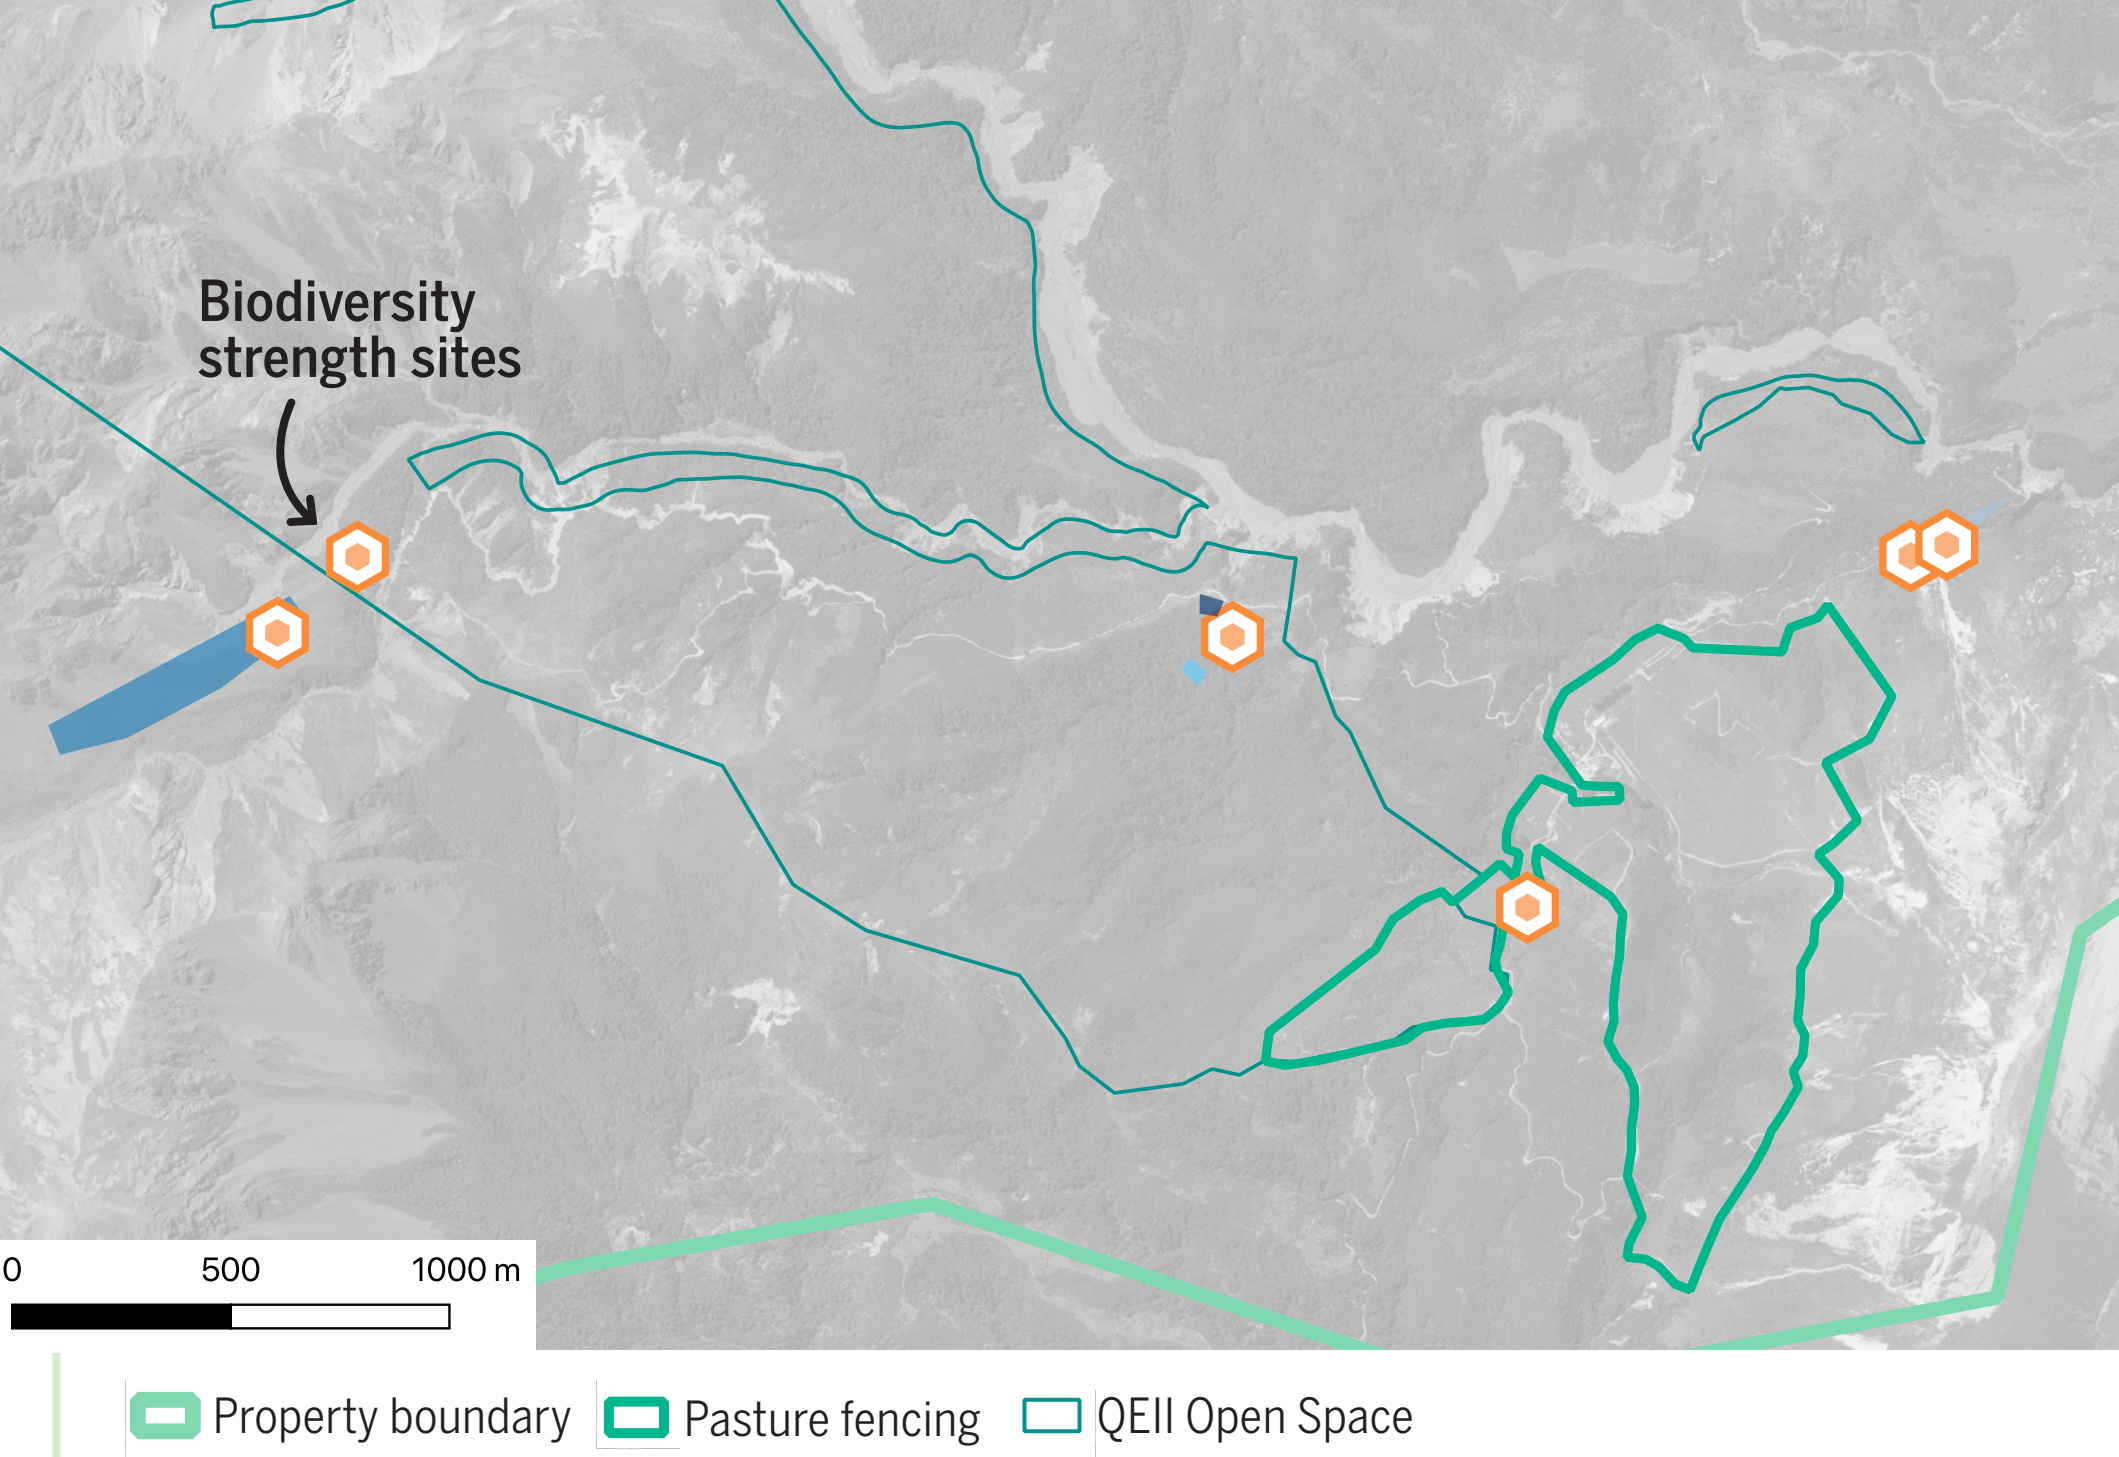 Biodiversity
strength sites
0 500 1000 m
Property boundary Pasture fencing QEII Open Space